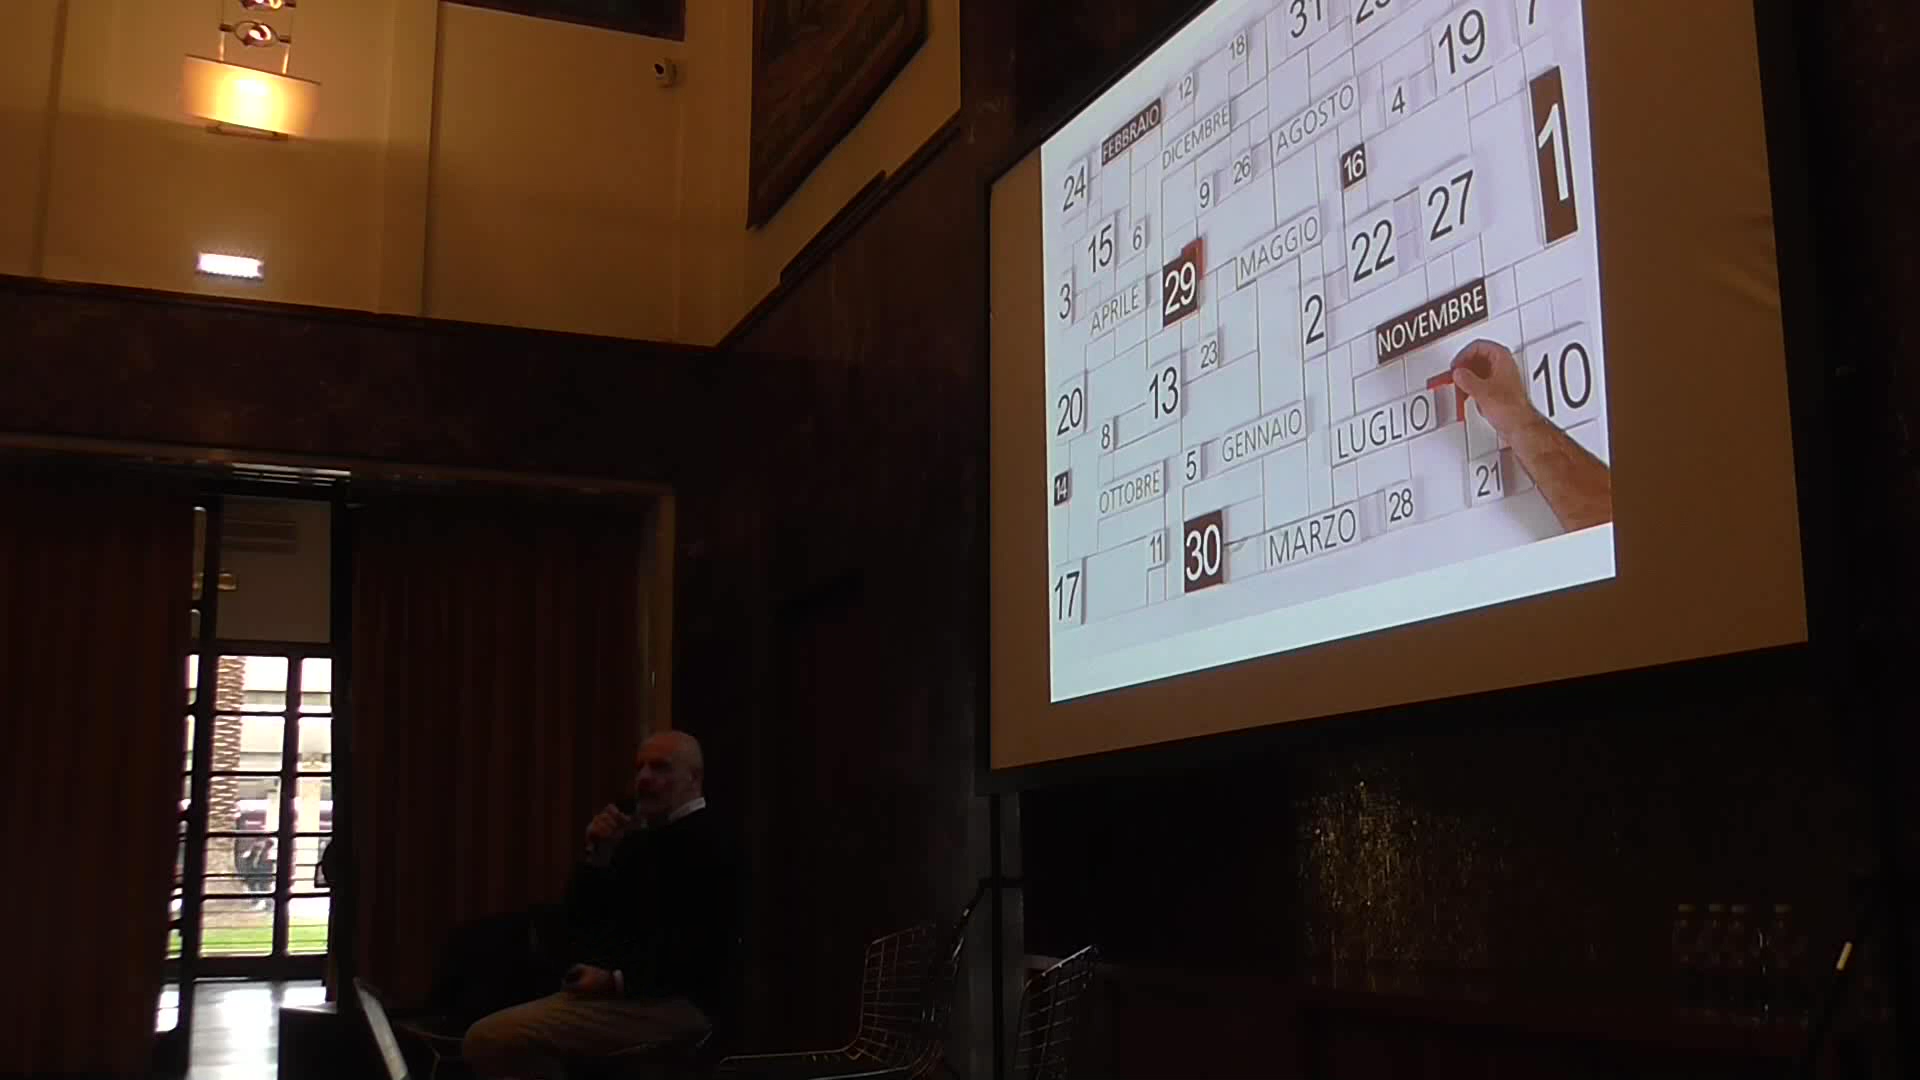 31
18
12
FEBBRAIO
DICEMBRE
AGOSTO
4
19
1
24
9
26
16
15
6
29
MAGGIO
22
27
3
APRILE
2
NOVEMBRE
23
13
20
8
10
5
GENNAIO
LUGLIO
14
OTTOBRE
21
11
30
MARZO
28
17